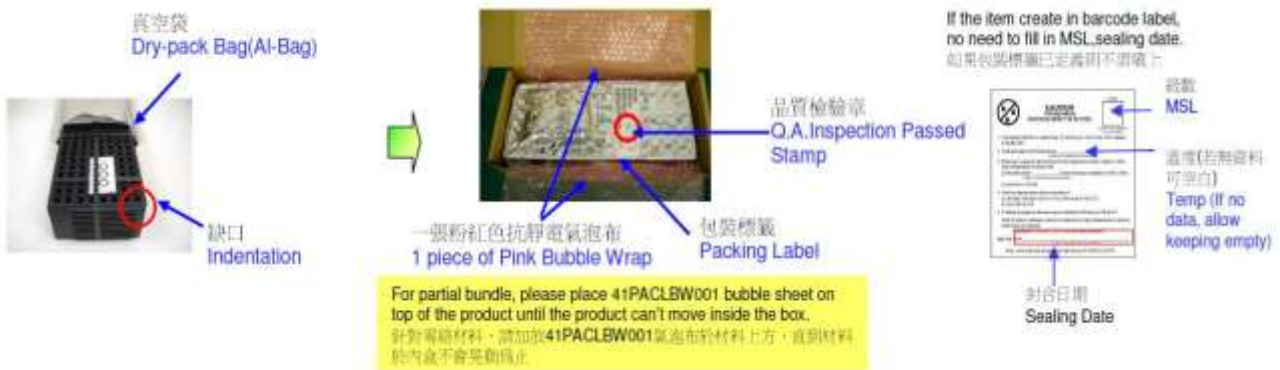 真空袋
Dry-pack Bag(Al-Bag)
缺口
Indentation
品質檢驗章
Q.A.Inspection Passed
Stamp
一張粉紅色抗靜電氣泡布
1 piece of Pink Bubble Wrap
包裝標籤
Packing Label
For partial bundle, please place 41PACLBW001 bubble sheet on
top of the product until the product can't move inside the box.
針對零結材料,請加放41PACLBW001氣泡布於材料上方,直到材料
於內盒不會晃動為止
If the item create in barcode label,
no need to fill in MSL,sealing date.
如果包裝標籤已定義則不需填上
級數
MSL
溫度(若無資料
可空白)
Temp (If no
data, allow
keeping empty)
封合日期
Sealing Date